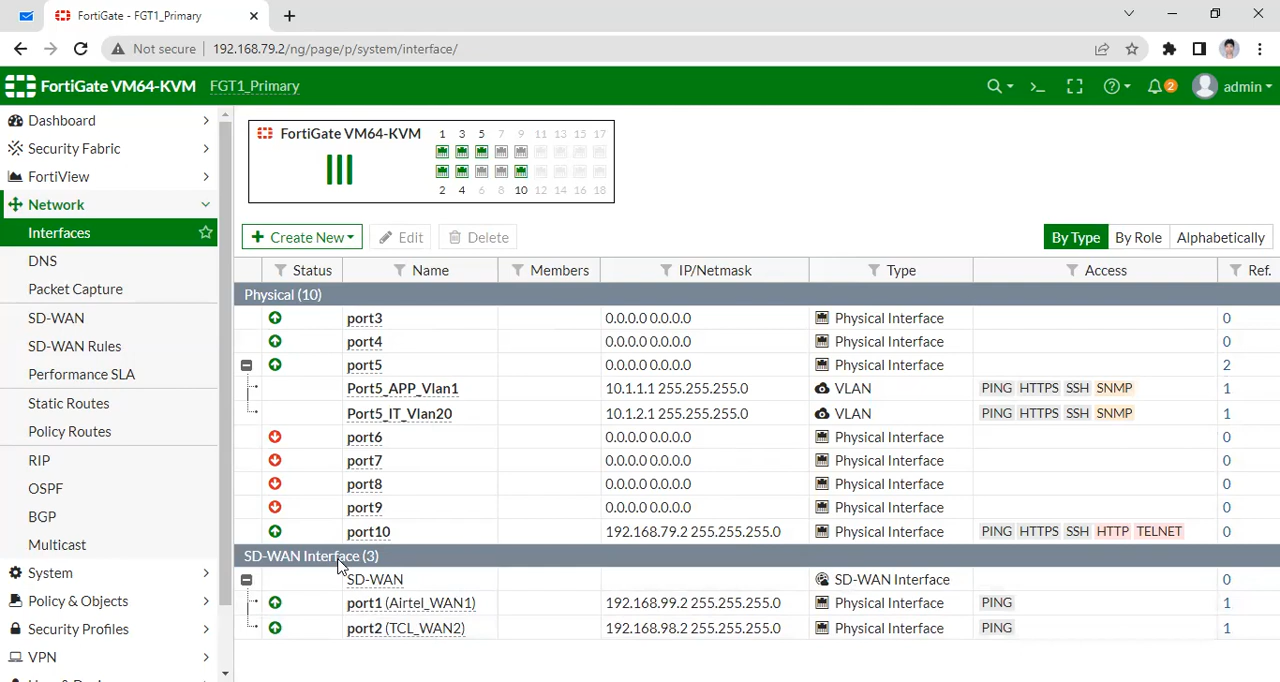 FortiGate - FGT1_Primary
Not secure 192.168.79.2/ng/page/p/system/interface/
FortiGate VM64-KVM FGT1_Primary 2 admin
Dashboard
Security Fabric
FortiView
Network
Interfaces
DNS
Packet Capture
SD-WAN
SD-WAN Rules
Performance SLA
Static Routes
Policy Routes
RIP
OSPF
BGP
Multicast
System
Policy & Objects
Security Profiles
VPN
FortiGate VM64-KVM 1 3 5 7 9 11 13 15 17
2 4 6 8 10 12 14 16 18
Create New Edit Delete By Type By Role Alphabetically
Status Name Members IP/Netmask Type Access Ref.
Physical (10)
port3 0.0.0.0 0.0.0.0 Physical Interface 0
port4 0.0.0.0 0.0.0.0 Physical Interface 0
port5 0.0.0.0 0.0.0.0 Physical Interface 2
Port5_APP_Vlan1 10.1.1.1 255.255.255.0 VLAN PING HTTPS SSH SNMP 1
Port5_IT_Vlan20 10.1.2.1 255.255.255.0 VLAN PING HTTPS SSH SNMP 1
port6 0.0.0.0 0.0.0.0 Physical Interface 0
port7 0.0.0.0 0.0.0.0 Physical Interface 0
port8 0.0.0.0 0.0.0.0 Physical Interface 0
port9 0.0.0.0 0.0.0.0 Physical Interface 0
port10 192.168.79.2 255.255.255.0 Physical Interface PING HTTPS SSH HTTP TELNET 0
SD-WAN Interface (3)
SD-WAN SD-WAN Interface 0
port1 (Airtel_WAN1) 192.168.99.2 255.255.255.0 Physical Interface PING 1
port2 (TCL_WAN2) 192.168.98.2 255.255.255.0 Physical Interface PING 1